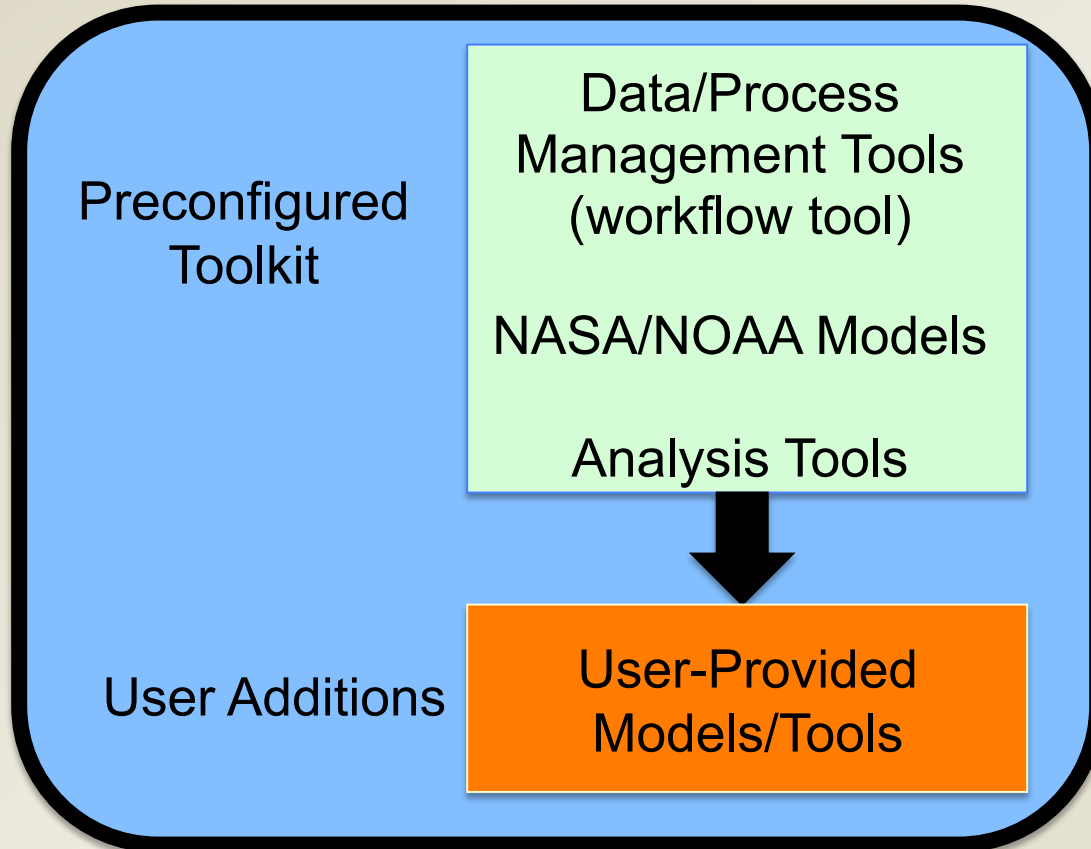 Preconfigured
Toolkit
Data/Process
Management Tools
(workflow tool)
NASA/NOAA Models
Analysis Tools
User Additions
User-Provided
Models/Tools